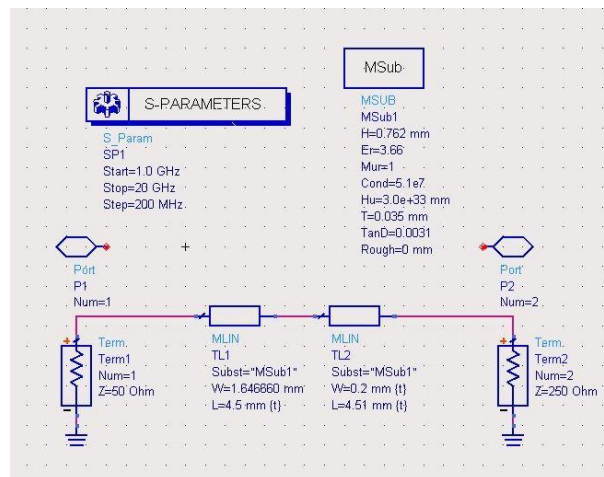 MSub
S-PARAMETERS
MSUB
MSub1
H=0.762 mm
Er=3.66
Mur=1
Cond=5.1e7
Hu=3.0e+33 mm
T=0.035 mm
TanD=0.0031
Rough=0 mm
S_Param
SP1
Start=1.0 GHz
Stop=20 GHz
Step=200 MHz
Port
P1
Num=1
Port
P2
Num=2
Term
Term1
Num=1
Z=50 Ohm
MLIN
TL1
Subst="MSub1"
W=1.646660 mm
L=4.5 mm {t}
MLIN
TL2
Subst="MSub1"
W=0.2 mm {t}
L=4.51 mm {t}
Term
Term2
Num=2
Z=250 Ohm